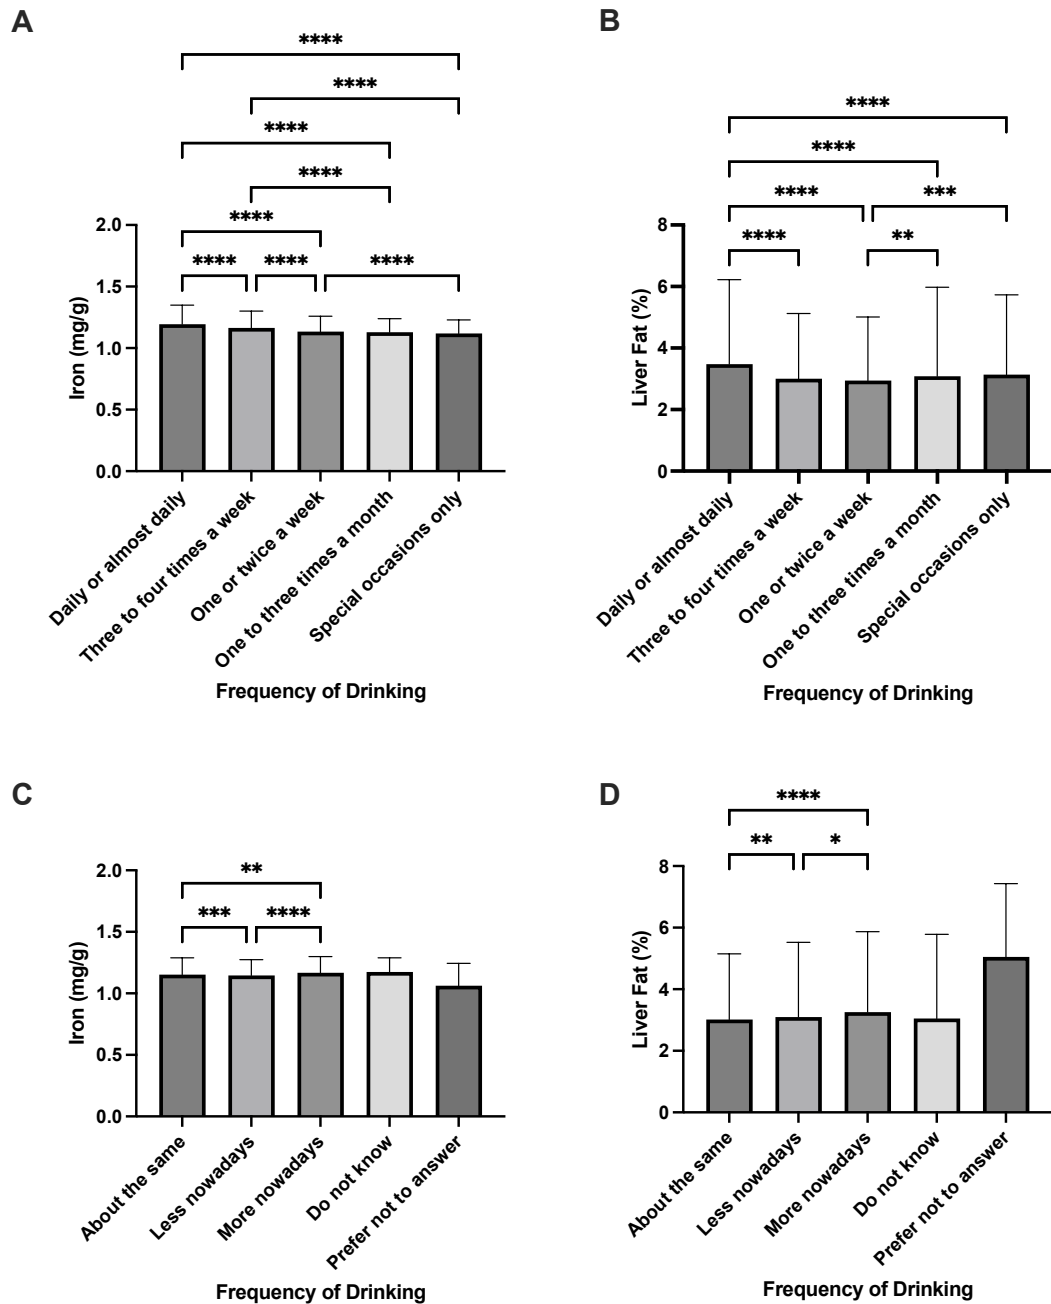 A
****
****
****
****
****
**** **** ****
Iron (mg/g)
2.0
1.5
1.0
0.5
0.0
Daily or almost daily
Three to four times a week
One or twice a week
One to three times a month
Special occasions only
Frequency of Drinking
B
****
****
**** ***
**** **
Liver Fat (%)
8
6
4
2
0
Daily or almost daily
Three to four times a week
One or twice a week
One to three times a month
Special occasions only
Frequency of Drinking
C
**
*** ****
Iron (mg/g)
2.0
1.5
1.0
0.5
0.0
About the same
Less nowadays
More nowadays
Do not know
Prefer not to answer
Frequency of Drinking
D
****
** *
Liver Fat (%)
8
6
4
2
0
About the same
Less nowadays
More nowadays
Do not know
Prefer not to answer
Frequency of Drinking